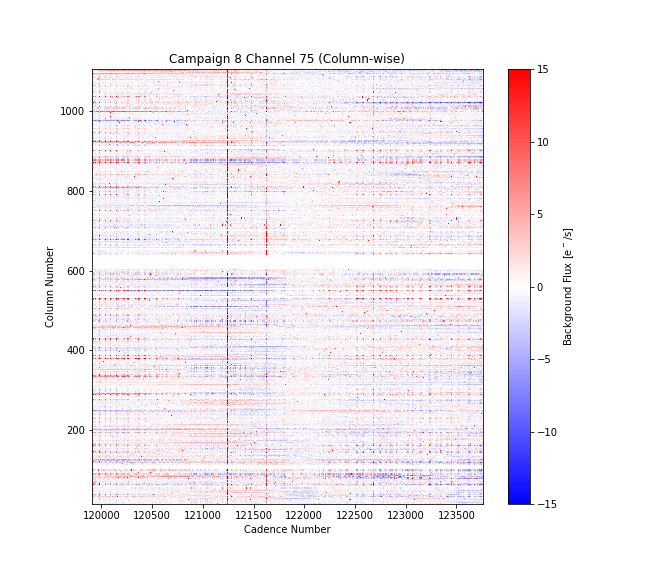 Campaign 8 Channel 75 (Column-wise)
1000
800
600
400
200
Column Number
120000 120500 121000 121500 122000 122500 123000 123500
Cadence Number
15
10
5
0
−5
−10
−15
Background Flux [e⁻/s]